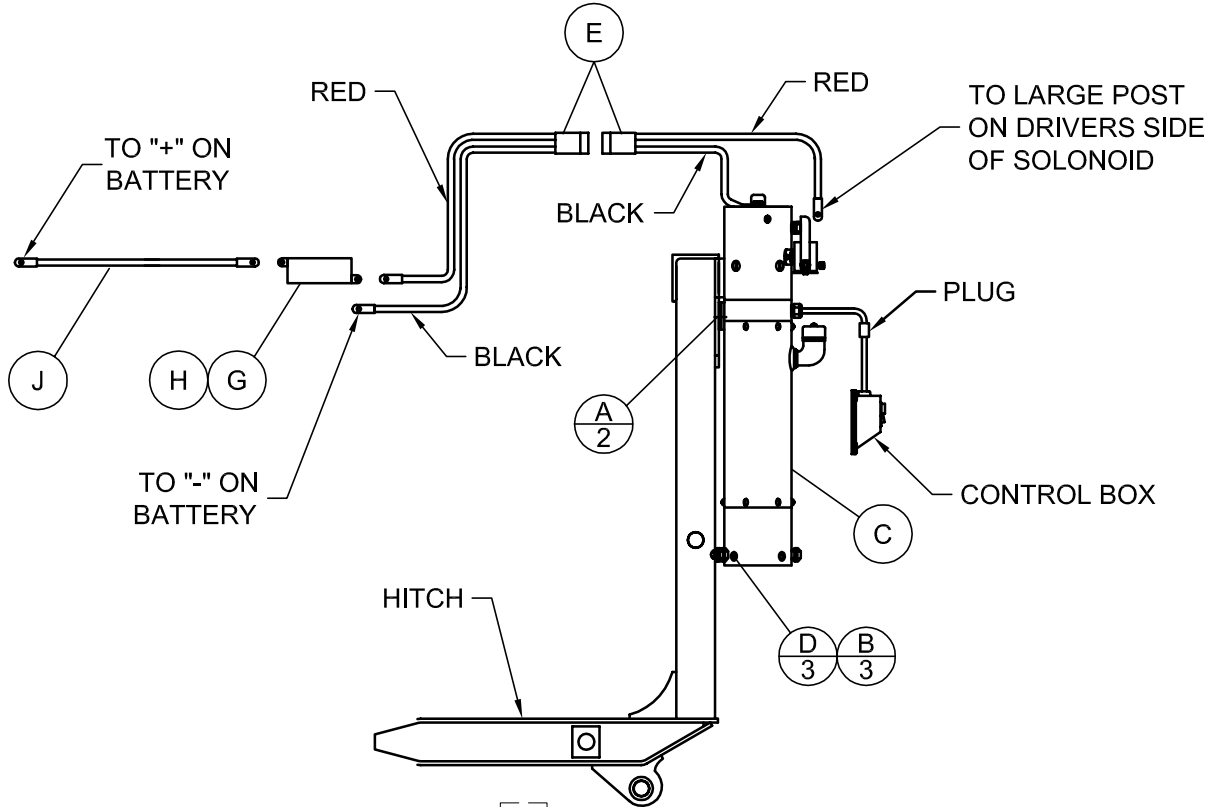 E
RED
RED
TO LARGE POST
ON DRIVERS SIDE
OF SOLONOID
TO "+" ON
BATTERY
BLACK
PLUG
BLACK
J
H
G
A
2
TO "-" ON
BATTERY
CONTROL BOX
C
HITCH
D
3
B
3